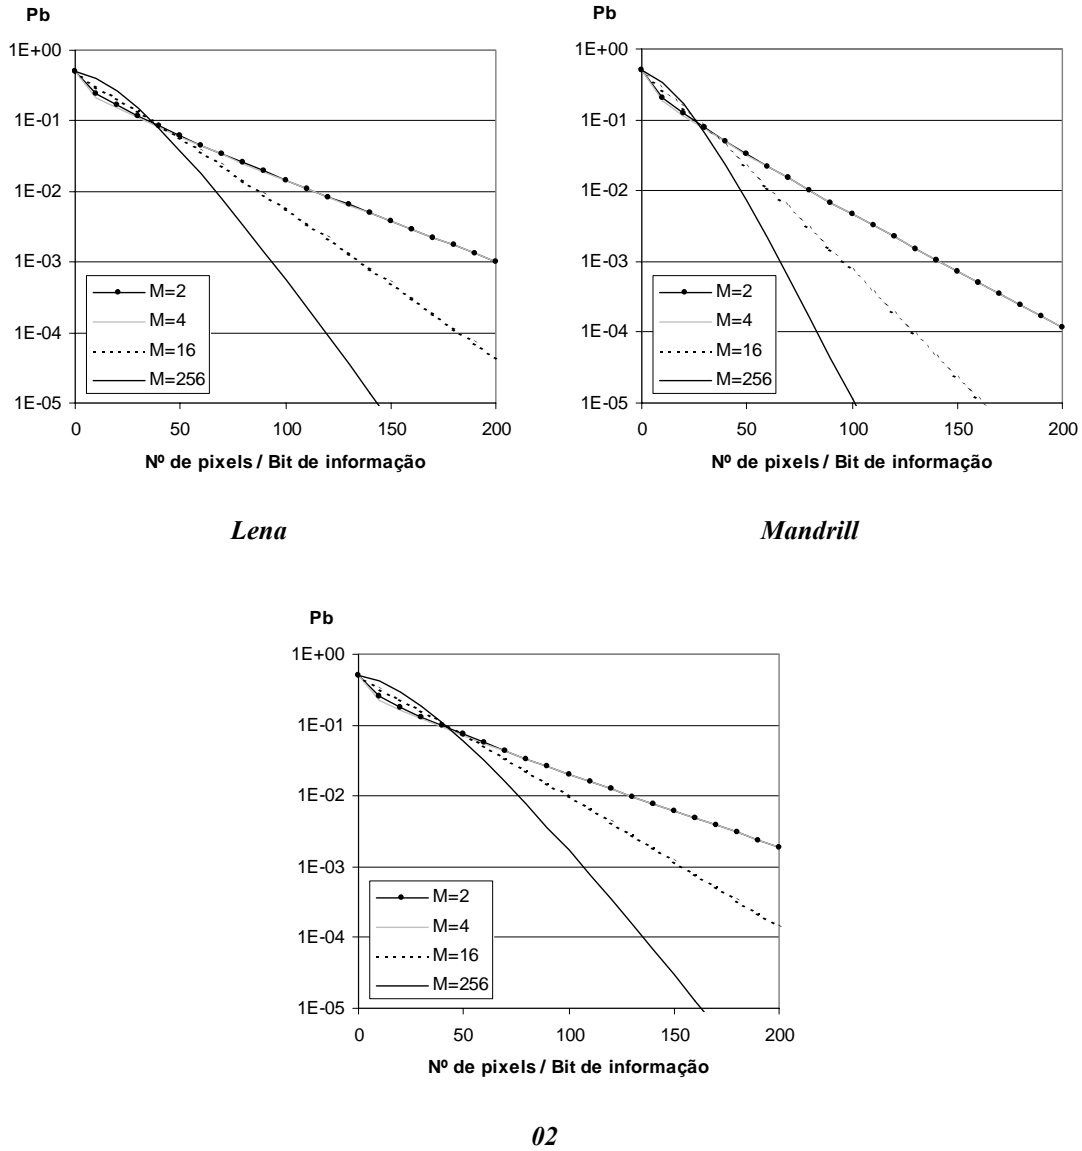 Pb
1E+00
1E-01
1E-02
1E-03
1E-04
1E-05
M=2
M=4
M=16
M=256
0 50 100 150 200
Nº de pixels / Bit de informação
Lena
Pb
1E+00
1E-01
1E-02
1E-03
1E-04
1E-05
M=2
M=4
M=16
M=256
0 50 100 150 200
Nº de pixels / Bit de informação
Mandrill
Pb
1E+00
1E-01
1E-02
1E-03
1E-04
1E-05
M=2
M=4
M=16
M=256
0 50 100 150 200
Nº de pixels / Bit de informação
02